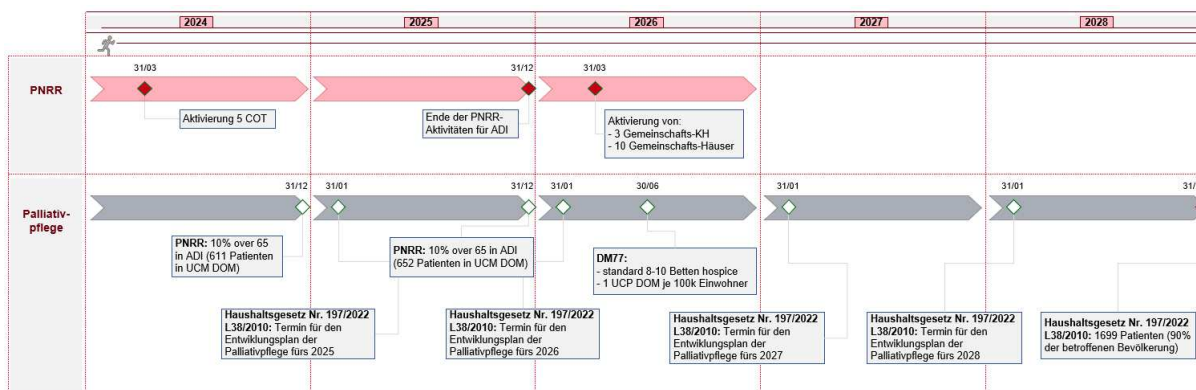 2024
2025
2026
2027
2028
PNRR
31/03
31/12
31/03
Aktivierung 5 COT
Ende der PNRR-
Aktivitäten für ADI
Aktivierung von:
- 3 Gemeinschafts-KH
- 10 Gemeinschafts-Häuser
Palliativ-
pflege
31/12
31/01
31/12
31/01
30/06
31/01
31/01
31/
PNRR: 10% over 65
in ADI (611 Patienten
in UCM DOM)
PNRR: 10% over 65 in ADI
(652 Patienten in UCM DOM)
DM77:
- standard 8-10 Betten hospice
- 1 UCP DOM je 100k Einwohner
Haushaltsgesetz Nr. 197/2022
L38/2010: Termin für den
Entwicklungsplan der
Palliativpflege fürs 2025
Haushaltsgesetz Nr. 197/2022
L38/2010: Termin für den
Entwicklungsplan der
Palliativpflege fürs 2026
Haushaltsgesetz Nr. 197/2022
L38/2010: Termin für den
Entwicklungsplan der
Palliativpflege fürs 2027
Haushaltsgesetz Nr. 197/2022
L38/2010: Termin für den
Entwicklungsplan der
Palliativpflege fürs 2028
Haushaltsgesetz Nr. 197/2022
L38/2010: 1699 Patienten (90%
der betroffenen Bevölkerung)